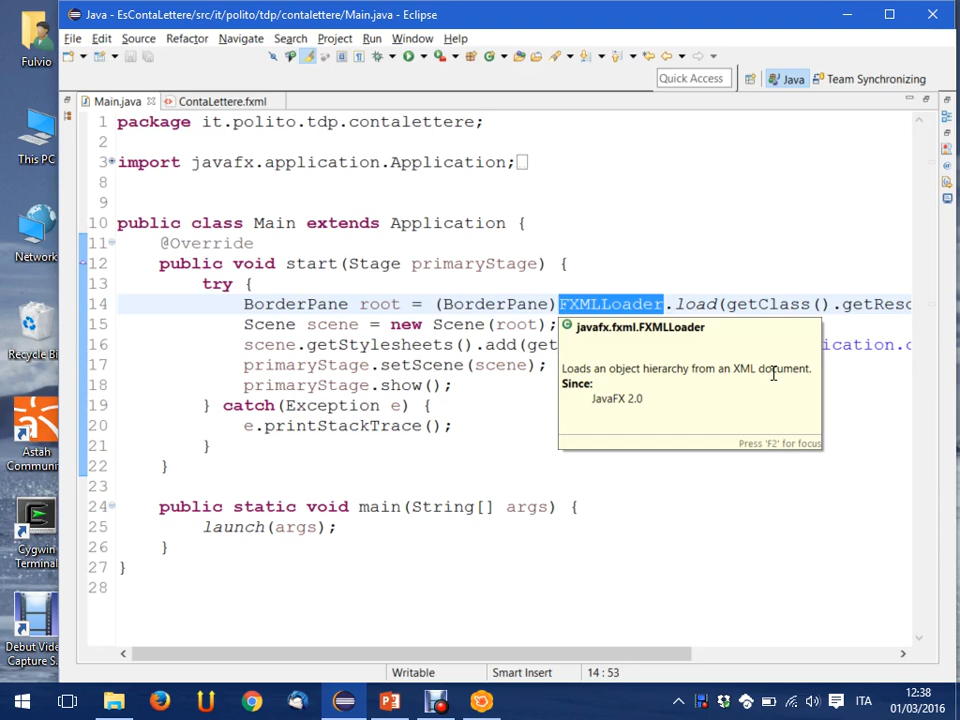 Java - EsContaLettere/src/it/polito/tdp/contalettere/Main.java - Eclipse
File Edit Source Refactor Navigate Search Project Run Window Help
Quick Access
Java
Team Synchronizing
Main.java
ContaLettere.fxml
1 package it.polito.tdp.contalettere;
2
3 import javafx.application.Application;
8
9
10 public class Main extends Application {
11 @Override
12 public void start(Stage primaryStage) {
13 try {
14 BorderPane root = (BorderPane)FXMLLoader.load(getClass().getResc
15 Scene scene = new Scene(root);
16 scene.getStylesheets().add(get
ication.c
17 primaryStage.setScene(scene);
18 primaryStage.show();
19 } catch(Exception e) {
20 e.printStackTrace();
21 }
22 }
23
24 public static void main(String[] args) {
25 launch(args);
26 }
27 }
28
javafx.fxml.FXMLLoader
Loads an object hierarchy from an XML document.
Since:
JavaFX 2.0
Press 'F2' for focus
Writable
Smart Insert
14 : 53
Fulvio
This PC
Network
Recycle Bi
Astah
Commun
Cygwin
Terminal
Debut Vide
Capture S...
ITA
12:38
01/03/2016